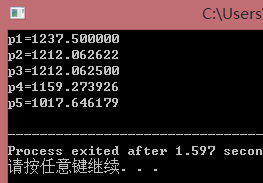 C:\Users\
p1=1237.500000
p2=1212.062622
p3=1212.062500
p4=1159.273926
p5=1017.646179
--------------------------------
Process exited after 1.597 secon
请按任意键继续. . .